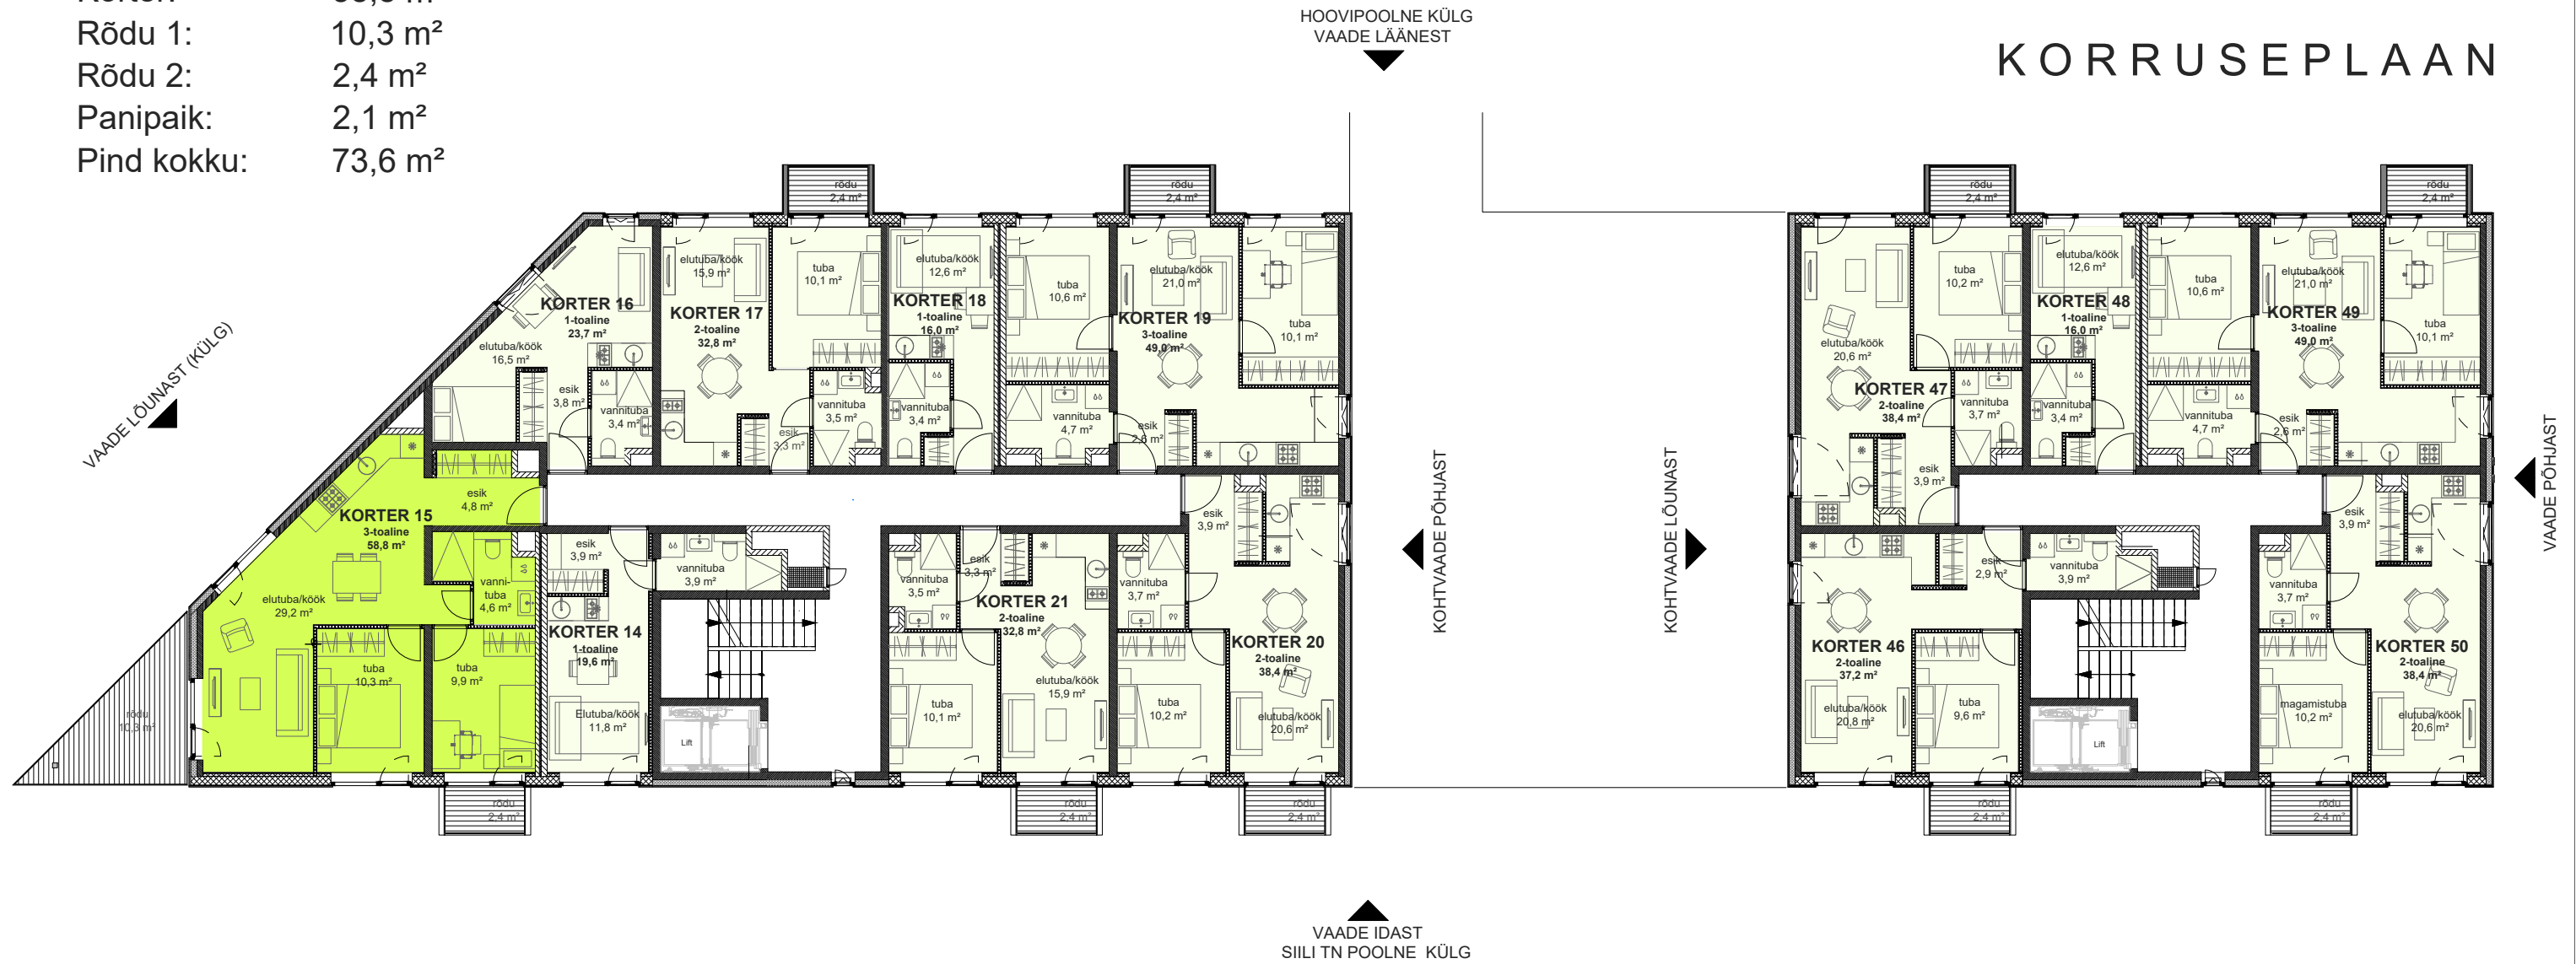 Rõdu 1: 10,3 m²
Rõdu 2: 2,4 m²
Panipaik: 2,1 m²
Pind kokku: 73,6 m²
HOOVIPOOLNE KÜLG
VAADE LÄÄNEST
KORRUSEPLAAN
VAADE LÕUNAST (KÜLG)
rõdu
2,4 m²
rõdu
2,4 m²
rõdu
2,4 m²
rõdu
2,4 m²
KORTER 16
1-toaline
23,7 m²
elutuba/köök
16,5 m²
esik
3,8 m²
vannituba
3,4 m²
elutuba/köök
15,9 m²
KORTER 17
2-toaline
32,8 m²
tuba
10,1 m²
vannituba
3,5 m²
esik
3,3 m²
elutuba/köök
12,6 m²
KORTER 18
1-toaline
16,0 m²
vannituba
3,4 m²
tuba
10,6 m²
elutuba/köök
21,0 m²
KORTER 19
3-toaline
49,0 m²
tuba
10,1 m²
vannituba
4,7 m²
esik
2,6 m²
esik
4,8 m²
KORTER 15
3-toaline
58,8 m²
vanni-
tuba
4,6 m²
elutuba/köök
29,2 m²
tuba
10,3 m²
tuba
9,9 m²
rõdu
10,3 m²
rõdu
2,4 m²
esik
3,9 m²
vannituba
3,9 m²
KORTER 14
1-toaline
19,6 m²
Elutuba/köök
11,8 m²
Lift
vannituba
3,5 m²
esik
3,3 m²
KORTER 21
2-toaline
32,8 m²
tuba
10,1 m²
elutuba/köök
15,9 m²
rõdu
2,4 m²
esik
3,9 m²
vannituba
3,7 m²
KORTER 20
2-toaline
38,4 m²
tuba
10,2 m²
elutuba/köök
20,6 m²
rõdu
2,4 m²
KOHTVAADE PÕHJAST
KOHTVAADE LÕUNAST
elutuba/köök
20,6 m²
KORTER 47
2-toaline
38,4 m²
tuba
10,2 m²
vannituba
3,7 m²
esik
3,9 m²
elutuba/köök
12,6 m²
KORTER 48
1-toaline
16,0 m²
vannituba
3,4 m²
tuba
10,6 m²
elutuba/köök
21,0 m²
KORTER 49
3-toaline
49,0 m²
tuba
10,1 m²
vannituba
4,7 m²
esik
2,6 m²
esik
2,9 m²
vannituba
3,9 m²
KORTER 46
2-toaline
37,2 m²
elutuba/köök
20,8 m²
tuba
9,6 m²
rõdu
2,4 m²
Lift
esik
3,9 m²
vannituba
3,7 m²
KORTER 50
2-toaline
38,4 m²
magamistuba
10,2 m²
elutuba/köök
20,6 m²
rõdu
2,4 m²
VAADE PÕHJAST
VAADE IDAST
SIILI TN POOLNE KÜLG